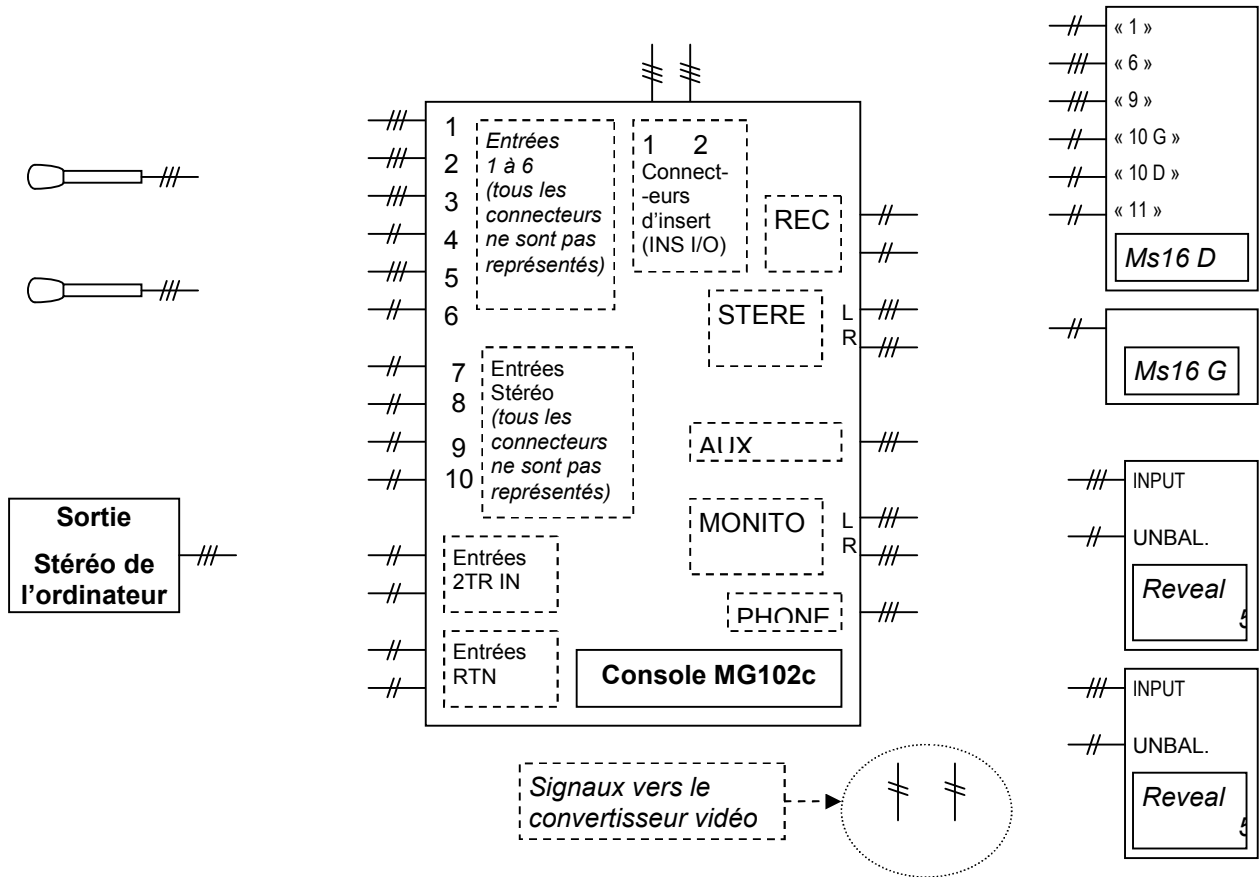 1
2
3
4
5
6
Entrées
1 à 6
(tous les
connecteurs
ne sont pas
représentés)
1 2
Connect-
-eurs
d'insert
(INS I/O)
REC
STERE
L
R
7
8
9
10
Entrées
Stéréo
(tous les
connecteurs
ne sont pas
représentés)
AUX
MONITO
L
R
Entrées
2TR IN
PHONE
Entrées
RTN
Console MG102c
Sortie
Stéréo de
l'ordinateur
Signaux vers le
convertisseur vidéo
« 1 »
« 6 »
« 9 »
« 10 G »
« 10 D »
« 11 »
Ms16 D
Ms16 G
INPUT
UNBAL.
Reveal
5
INPUT
UNBAL.
Reveal
5